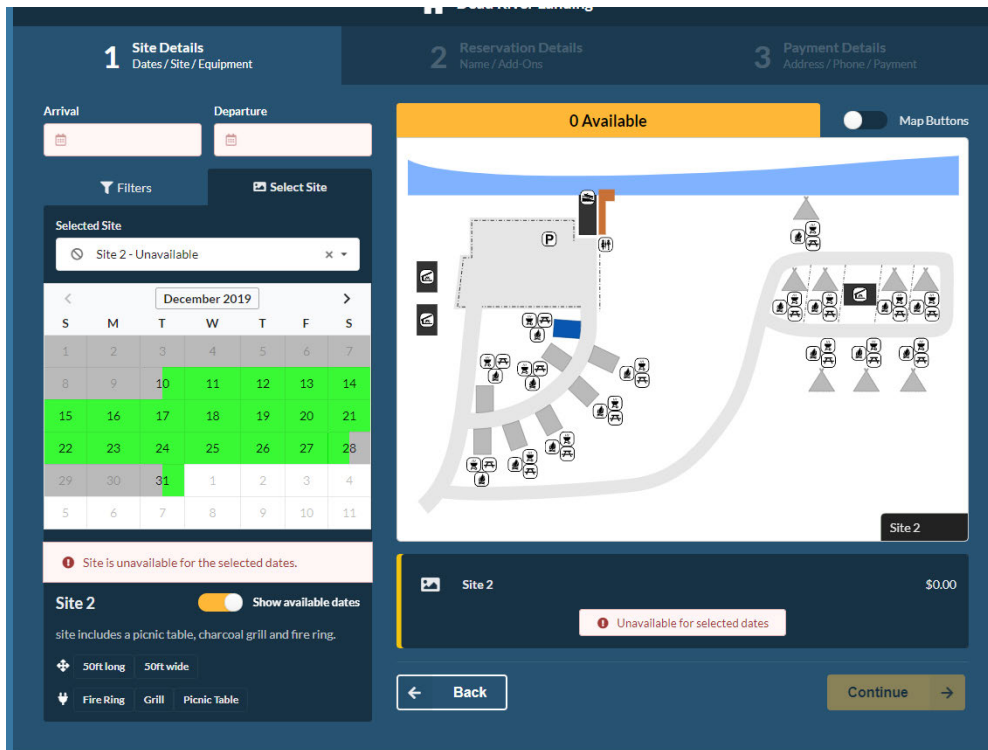 Dead River Landing
1 Site Details
Dates / Site / Equipment
2 Reservation Details
Name / Add-Ons
3 Payment Details
Address / Phone / Payment
Arrival
Departure
Filters
Select Site
Selected Site
Site 2 - Unavailable
December 2019
S M T W T F S
1 2 3 4 5 6 7
8 9 10 11 12 13 14
15 16 17 18 19 20 21
22 23 24 25 26 27 28
29 30 31 1 2 3 4
5 6 7 8 9 10 11
Site is unavailable for the selected dates.
Site 2
Show available dates
site includes a picnic table, charcoal grill and fire ring.
50ft long 50ft wide
Fire Ring Grill Picnic Table
0 Available
Map Buttons
P
Site 2
Site 2 $0.00
Unavailable for selected dates
Back
Continue